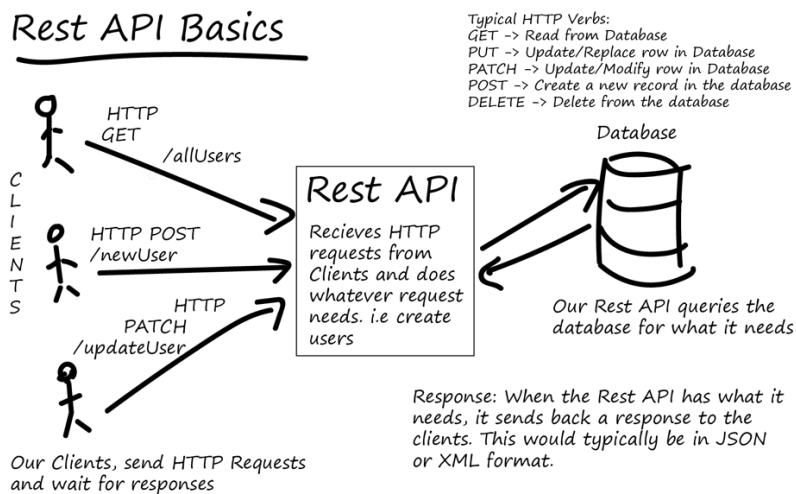 Rest API Basics
Typical HTTP Verbs:
GET -> Read from Database
PUT -> Update/Replace row in Database
PATCH -> Update/Modify row in Database
POST -> Create a new record in the database
DELETE -> Delete from the database
CLIENTS
HTTP
GET
/allUsers
HTTP POST
/newUser
HTTP
PATCH
/updateUser
Rest API
Recieves HTTP
requests from
Clients and does
whatever request
needs. i.e create
users
Database
Our Rest API queries the
database for what it needs
Response: When the Rest API has what it
needs, it sends back a response to the
clients. This would typically be in JSON
or XML format.
Our Clients, send HTTP Requests
and wait for responses